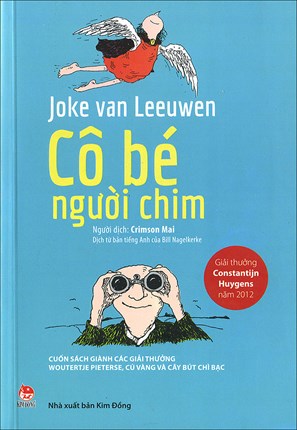 Joke van Leeuwen
Cô bé
người chim
Người dịch: Crimson Mai
Dịch từ bản tiếng Anh của Bill Nagelkerke
Giải thưởng
Constantijn
Huygens
năm 2012
CUỐN SÁCH GIÀNH CÁC GIẢI THƯỞNG
WOUTERTJE PIETERSE, CÚ VÀNG VÀ CÂY BÚT CHÌ BẠC
KIM ĐỒNG
Nhà xuất bản Kim Đồng